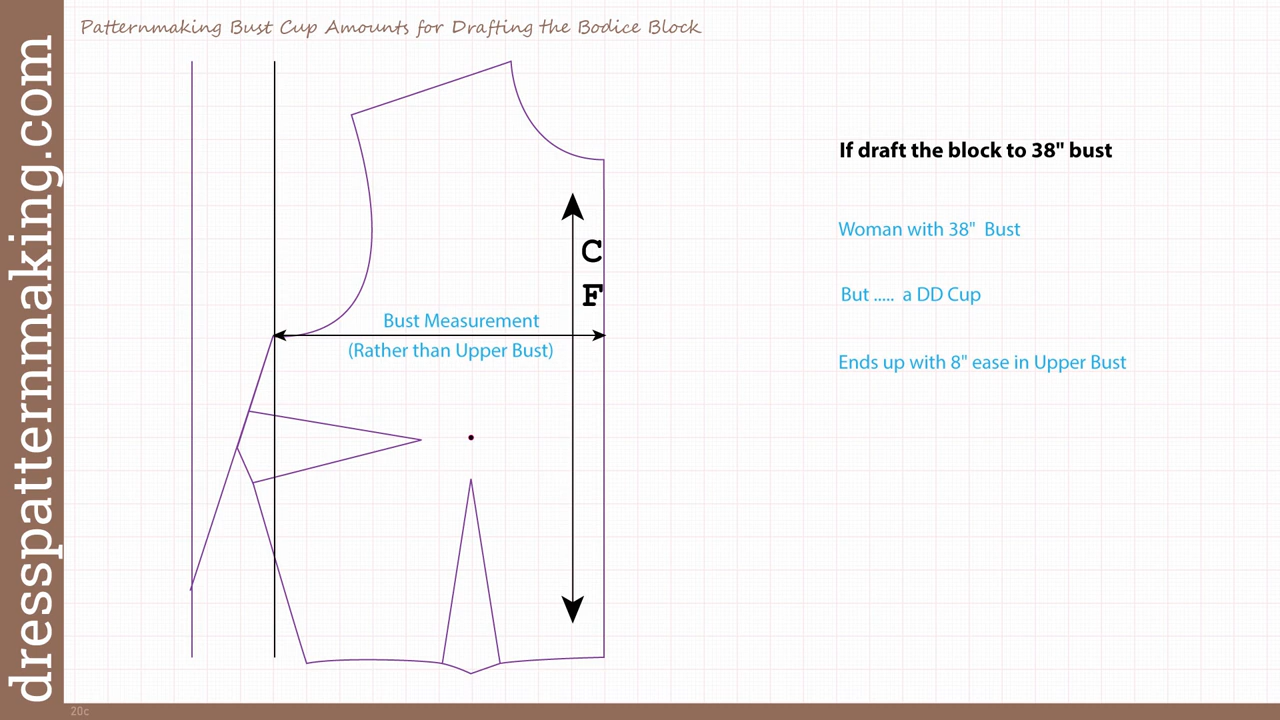 Patternmaking Bust Cup Amounts for Drafting the Bodice Block
dresspatternmaking.com
If draft the block to 38" bust
Woman with 38"  Bust
But .....  a DD Cup
Ends up with 8" ease in Upper Bust
C
F
Bust Measurement
(Rather than Upper Bust)
20c